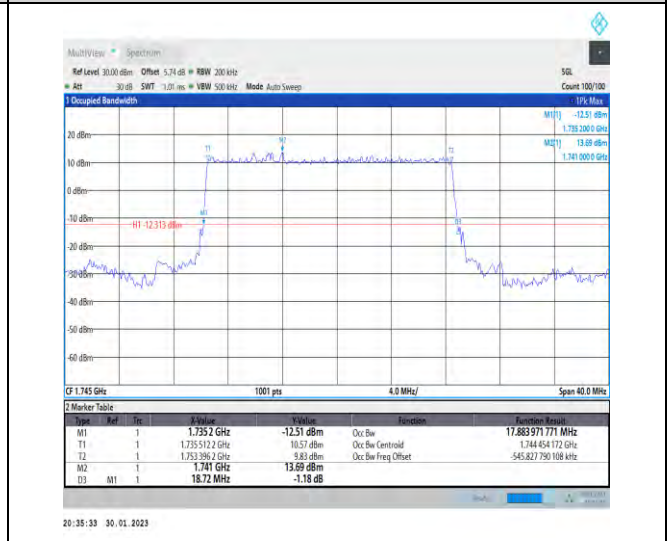 MultiView Spectrum
Ref Level 30.00 dBm Offset 5.74 dB RBW 200 kHz SGL
Att 30 dB SWT 1.01 ms VBW 500 kHz Mode Auto Sweep Count 100/100
1 Occupied Bandwidth 1Pk Max
M1[1] -12.51 dBm
1.735 200 0 GHz
M2[1] 13.69 dBm
1.741 000 0 GHz
20 dBm
T1 M2 T2
10 dBm
0 dBm
-10 dBm
M1 D3
H1 -12.313 dBm
-20 dBm
-30 dBm
-40 dBm
-50 dBm
-60 dBm
CF 1.745 GHz 1001 pts 4.0 MHz/ Span 40.0 MHz
2 Marker Table
Type Ref Trc X-Value Y-Value Function Function Result
M1 1 1.735 2 GHz -12.51 dBm Occ Bw 17.883 971 771 MHz
T1 1 1.735 512 2 GHz 10.57 dBm Occ Bw Centroid 1.744 454 172 GHz
T2 1 1.753 396 2 GHz 9.83 dBm Occ Bw Freq Offset -545.827 790 108 kHz
M2 1 1.741 GHz 13.69 dBm
D3 M1 1 18.72 MHz -1.18 dB
20:35:33 30.01.2023